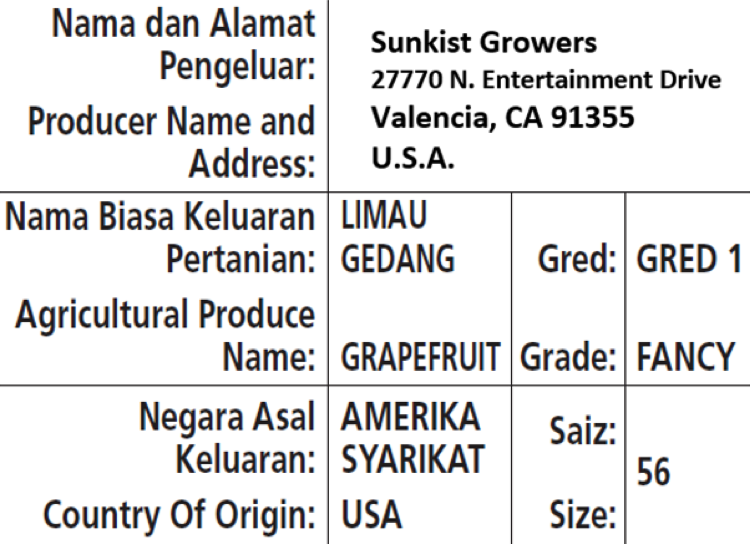 Nama dan Alamat
Pengeluar:
Producer Name and
Address:
Sunkist Growers
27770 N. Entertainment Drive
Valencia, CA 91355
U.S.A.
Nama Biasa Keluaran
Pertanian:
Agricultural Produce
Name:
LIMAU
GEDANG
GRAPEFRUIT
Gred:
Grade:
GRED 1
FANCY
Negara Asal
Keluaran:
Country Of Origin:
AMERIKA
SYARIKAT
USA
Saiz:
Size:
56